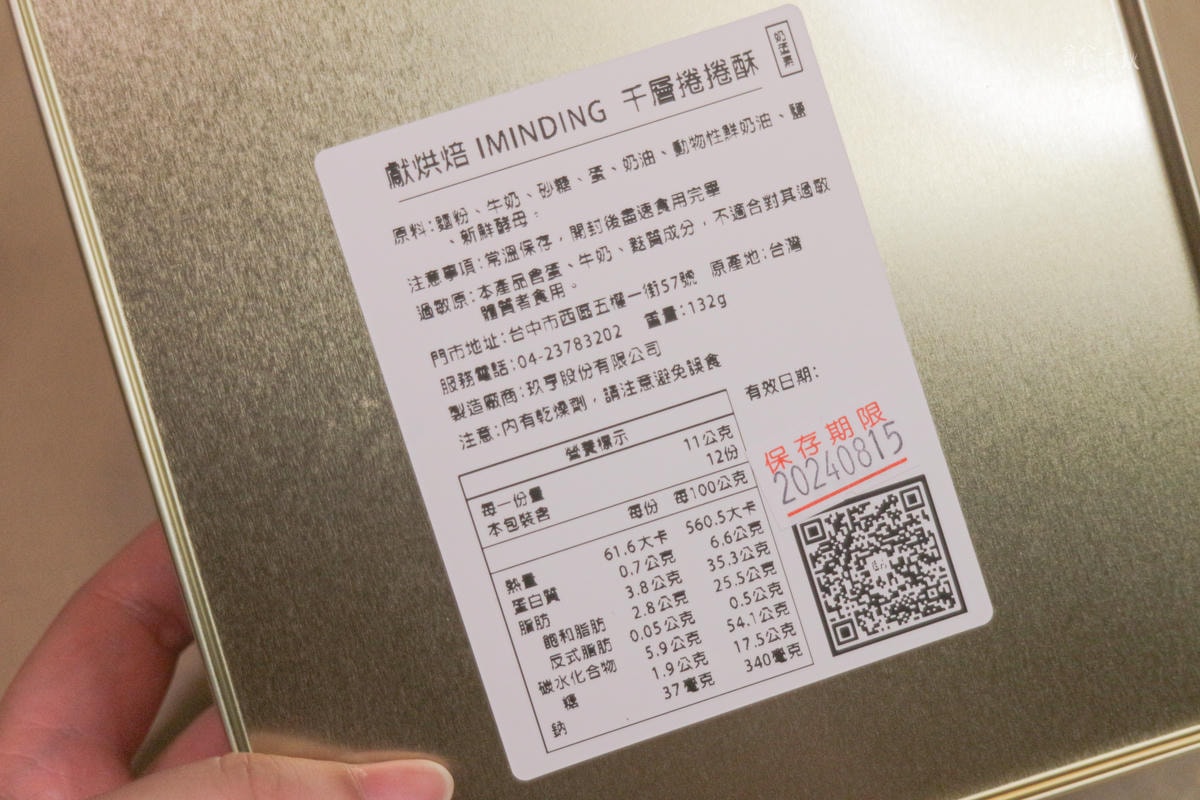 奶蛋素
獻烘焙 IMINDING 千層捲捲酥
原料:麵粉、牛奶、砂糖、蛋、奶油、動物性鮮奶油、鹽
、新鮮酵母。
注意事項:常溫保存,開封後盡速食用完畢
過敏原:本產品含蛋、牛奶、麩質成分,不適合對其過敏
體質者食用。
門市地址:台中市西區五權一街57號 原產地:台灣
服務電話:04-23783202 重量:132g
製造廠商:玖亨股份有限公司
注意:內有乾燥劑,請注意避免誤食
有效日期:
保存期限
20240815
營養標示
每一份量 11公克
本包裝含 12份
每份 每100公克
熱量 61.6大卡 560.5大卡
蛋白質 0.7公克 6.6公克
脂肪 3.8公克 35.3公克
飽和脂肪 2.8公克 25.5公克
反式脂肪 0.05公克 0.5公克
碳水化合物 5.9公克 54.1公克
糖 1.9公克 17.5公克
鈉 37毫克 340毫克